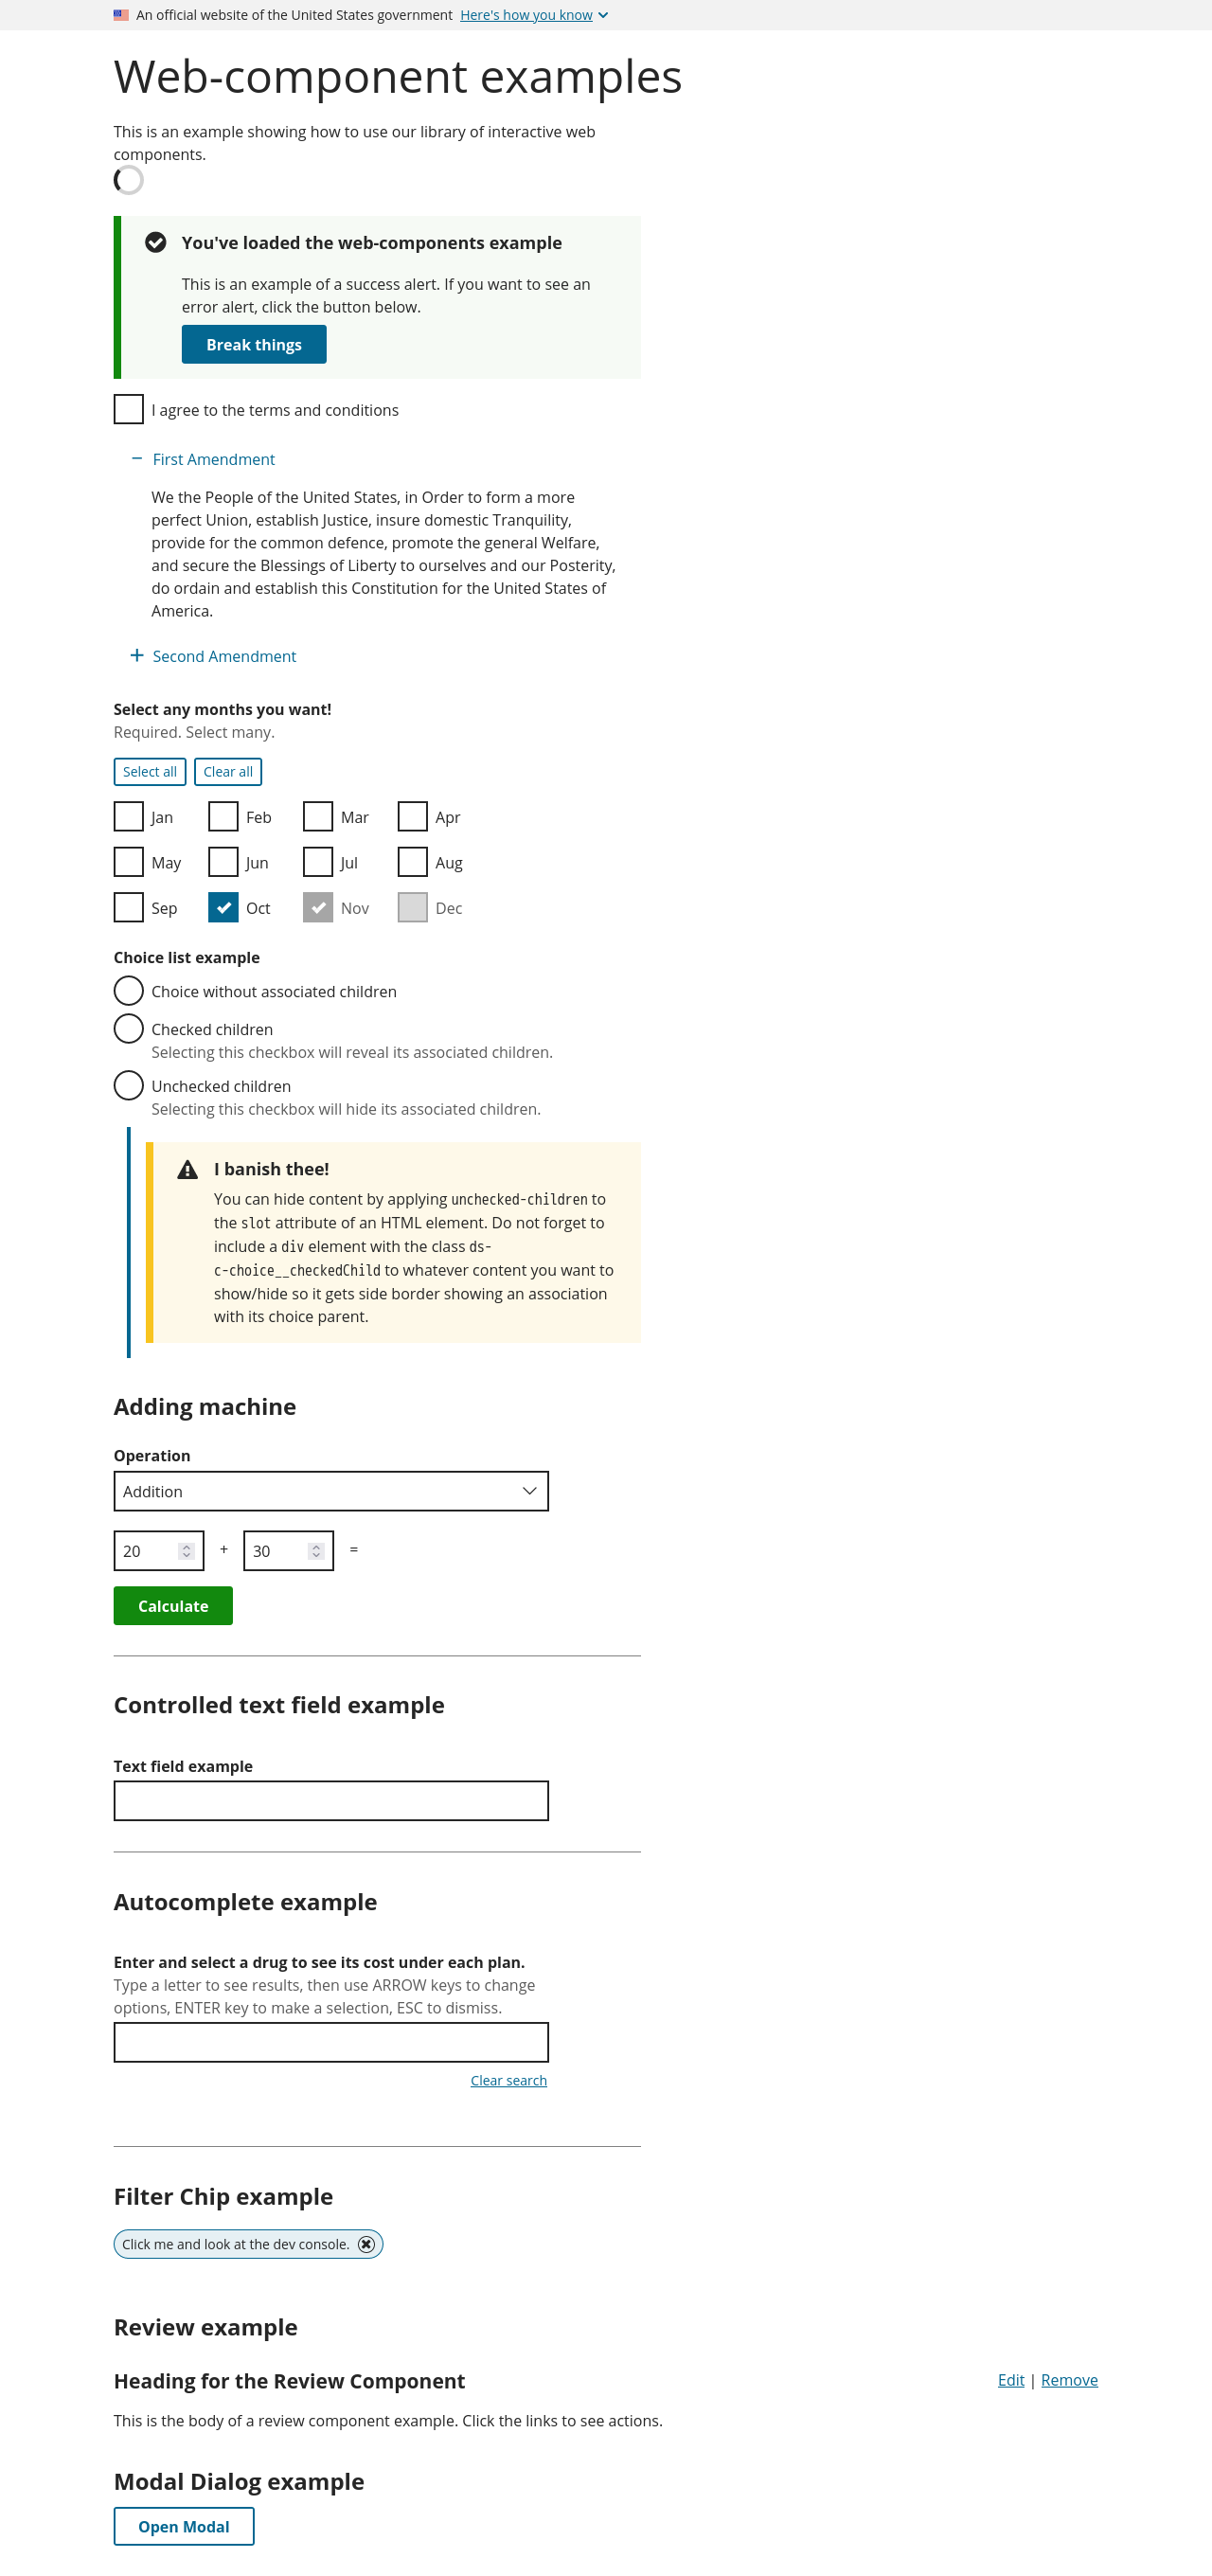 An official website of the United States government Here's how you know
Web-component examples
This is an example showing how to use our library of interactive web
components.
You've loaded the web-components example
This is an example of a success alert. If you want to see an
error alert, click the button below.
Break things
I agree to the terms and conditions
First Amendment
We the People of the United States, in Order to form a more
perfect Union, establish Justice, insure domestic Tranquility,
provide for the common defence, promote the general Welfare,
and secure the Blessings of Liberty to ourselves and our Posterity,
do ordain and establish this Constitution for the United States of
America.
Second Amendment
Select any months you want!
Required. Select many.
Select all Clear all
Jan Feb Mar Apr
May Jun Jul Aug
Sep Oct Nov Dec
Choice list example
Choice without associated children
Checked children
Selecting this checkbox will reveal its associated children.
Unchecked children
Selecting this checkbox will hide its associated children.
I banish thee!
You can hide content by applying unchecked-children to
the slot attribute of an HTML element. Do not forget to
include a div element with the class ds-
c-choice__checkedChild to whatever content you want to
show/hide so it gets side border showing an association
with its choice parent.
Adding machine
Operation
Addition
20 + 30 =
Calculate
Controlled text field example
Text field example
Autocomplete example
Enter and select a drug to see its cost under each plan.
Type a letter to see results, then use ARROW keys to change
options, ENTER key to make a selection, ESC to dismiss.
Clear search
Filter Chip example
Click me and look at the dev console.
Review example
Heading for the Review Component Edit | Remove
This is the body of a review component example. Click the links to see actions.
Modal Dialog example
Open Modal